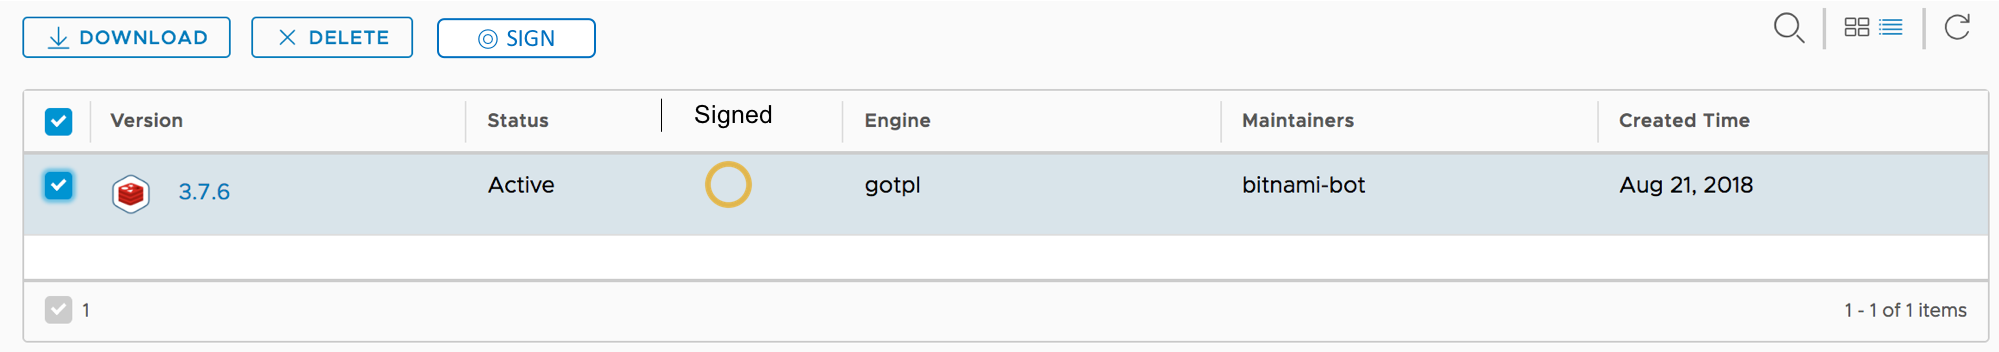 DOWNLOAD DELETE SIGN
Version Status Signed Engine Maintainers Created Time
3.7.6 Active gotpl bitnami-bot Aug 21, 2018
1 1 - 1 of 1 items